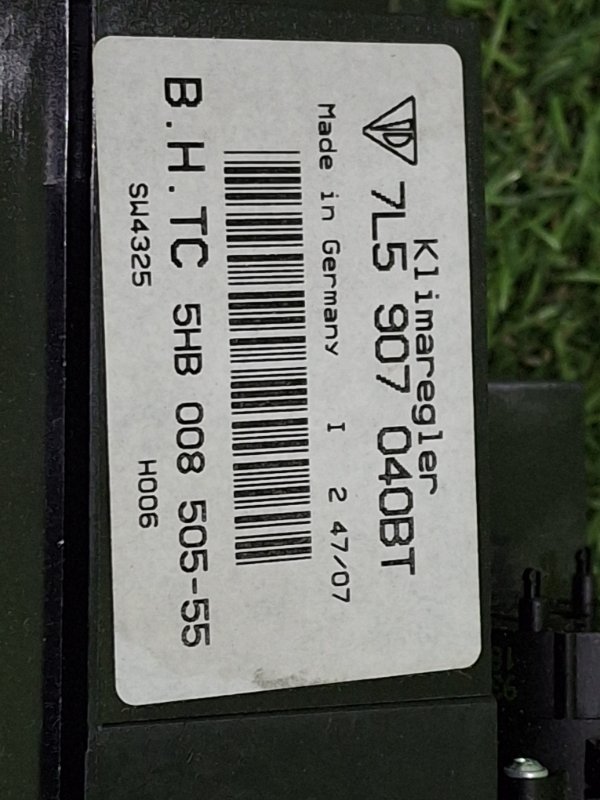 Klimaregler
7L5 907 040BT
Made in Germany I 2 47/07
B.H.TC 5HB 008 505-55
SW4325 H006